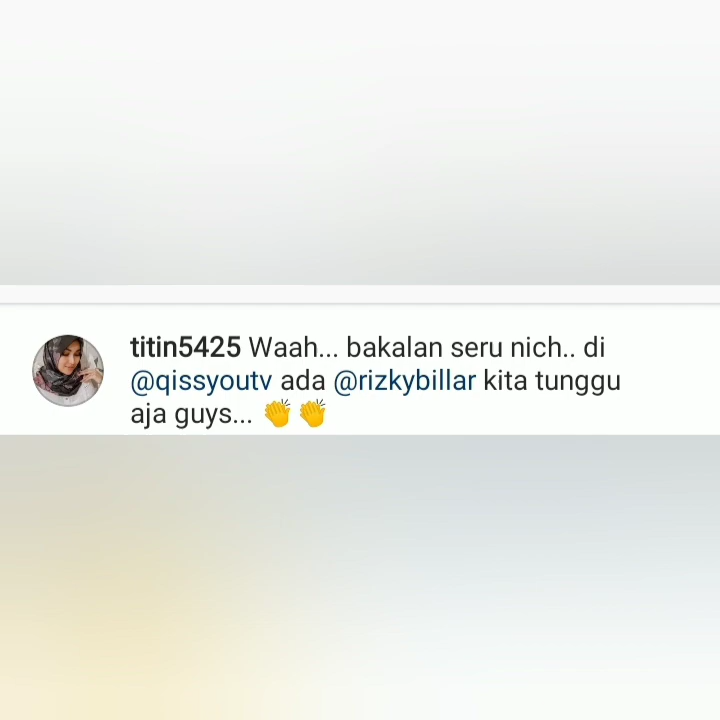 titin5425 Waah... bakalan seru nich.. di
@qissyoutv ada @rizkybillar kita tunggu
aja guys... 👏 👏